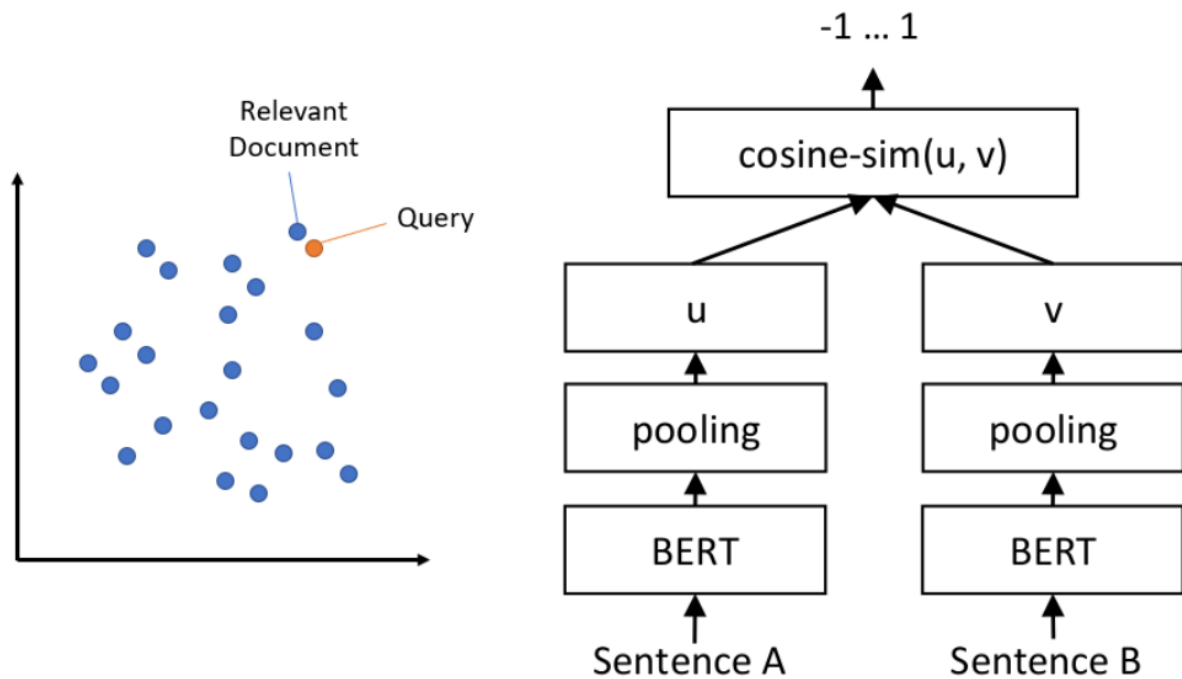 Relevant
Document
Query
-1 ... 1
cosine-sim(u, v)
u
v
pooling
pooling
BERT
BERT
Sentence A
Sentence B